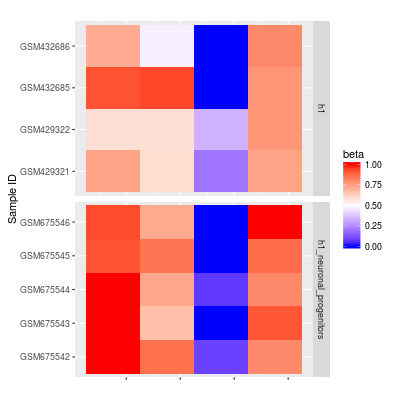 GSM432686
GSM432685
GSM429322
GSM429321
h1
GSM675546
GSM675545
GSM675544
GSM675543
GSM675542
h1_neuronal_progenitors
Sample ID
beta
1.00
0.75
0.50
0.25
0.00